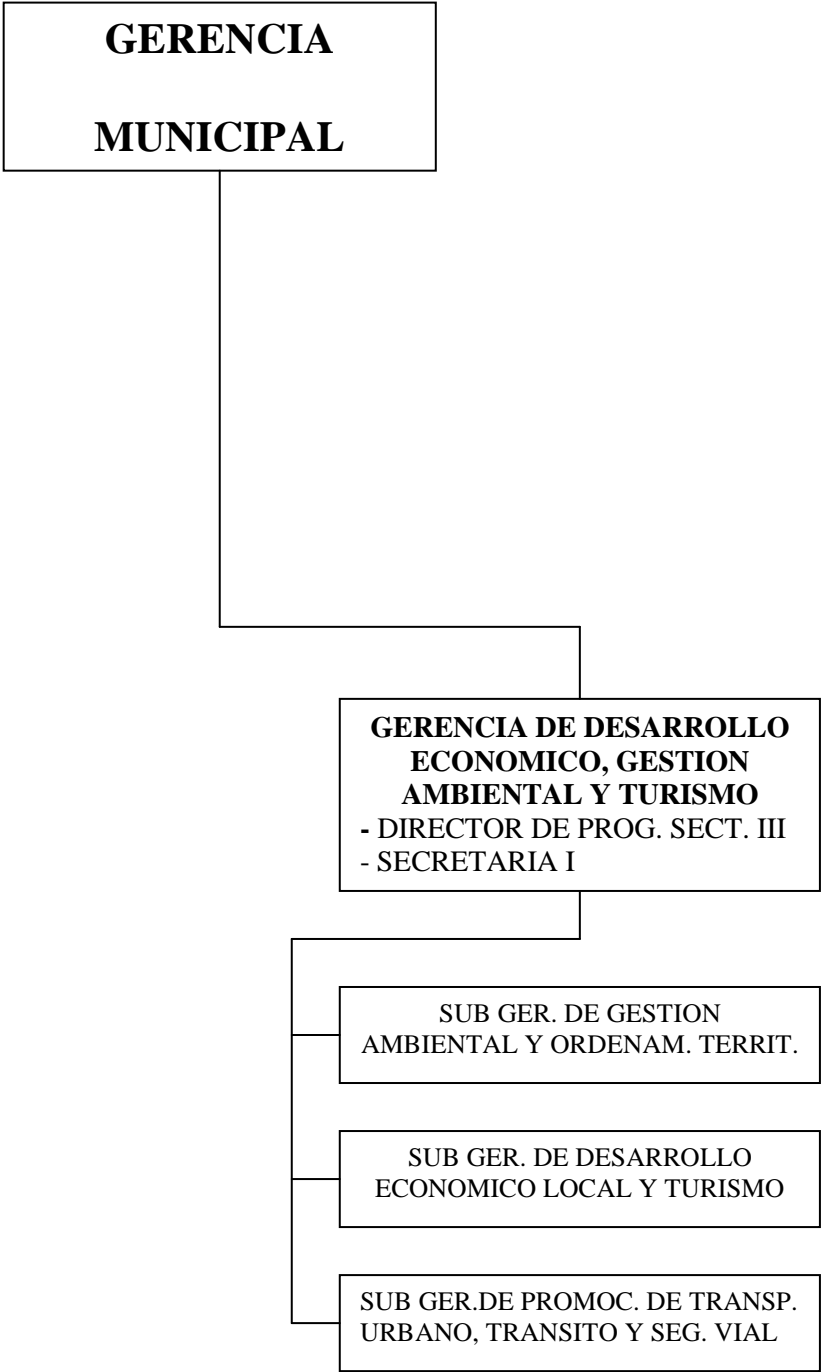 GERENCIA
MUNICIPAL
GERENCIA DE DESARROLLO
ECONOMICO, GESTION
AMBIENTAL Y TURISMO
- DIRECTOR DE PROG. SECT. III
- SECRETARIA I
SUB GER. DE GESTION
AMBIENTAL Y ORDENAM. TERRIT.
SUB GER. DE DESARROLLO
ECONOMICO LOCAL Y TURISMO
SUB GER.DE PROMOC. DE TRANSP.
URBANO, TRANSITO Y SEG. VIAL